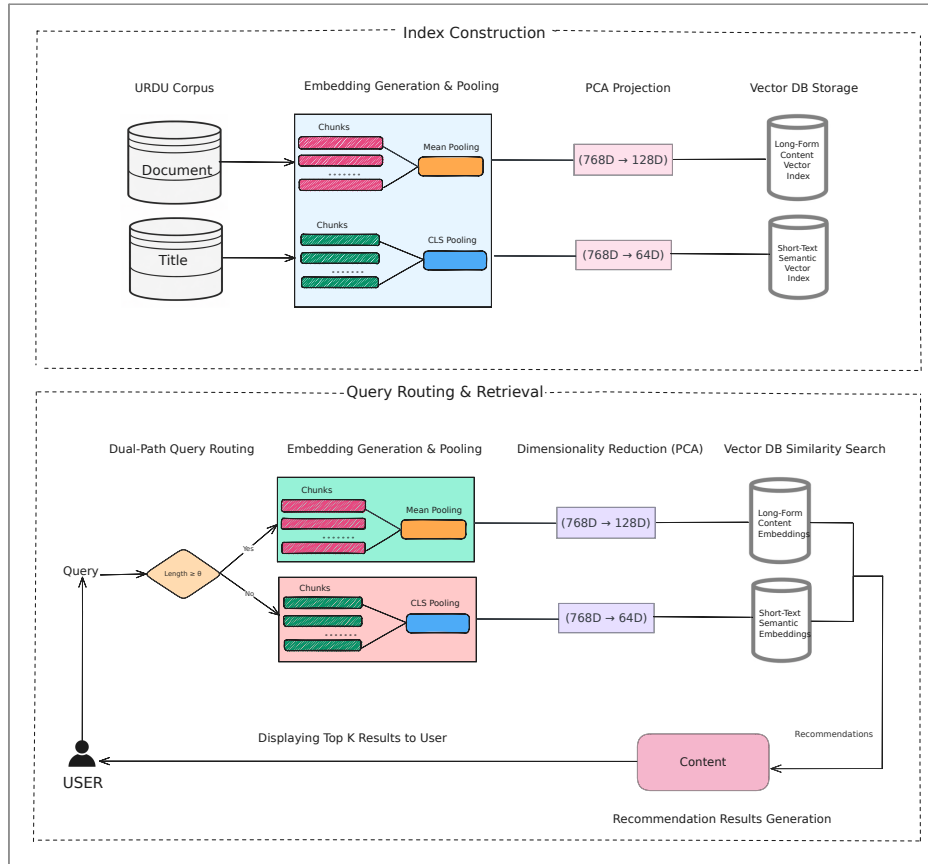 Index Construction
URDU Corpus
Embedding Generation & Pooling
PCA Projection
Vector DB Storage
Document
Chunks
.......
Mean Pooling
(768D → 128D)
Long-Form
Content
Vector
Index
Title
Chunks
.......
CLS Pooling
(768D → 64D)
Short-Text
Semantic
Vector
Index
Query Routing & Retrieval
Dual-Path Query Routing
Embedding Generation & Pooling
Dimensionality Reduction (PCA)
Vector DB Similarity Search
Query
Length ≥ θ
Yes
No
Chunks
.......
Mean Pooling
(768D → 128D)
Long-Form
Content
Embeddings
Chunks
.......
CLS Pooling
(768D → 64D)
Short-Text
Semantic
Embeddings
Recommendations
Content
Recommendation Results Generation
Displaying Top K Results to User
USER